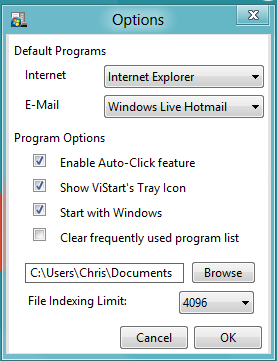 Options
Default Programs
Internet Internet Explorer
E-Mail Windows Live Hotmail
Program Options
Enable Auto-Click feature
Show ViStart's Tray Icon
Start with Windows
Clear frequently used program list
C:\Users\Chris\Documents Browse
File Indexing Limit: 4096
Cancel OK